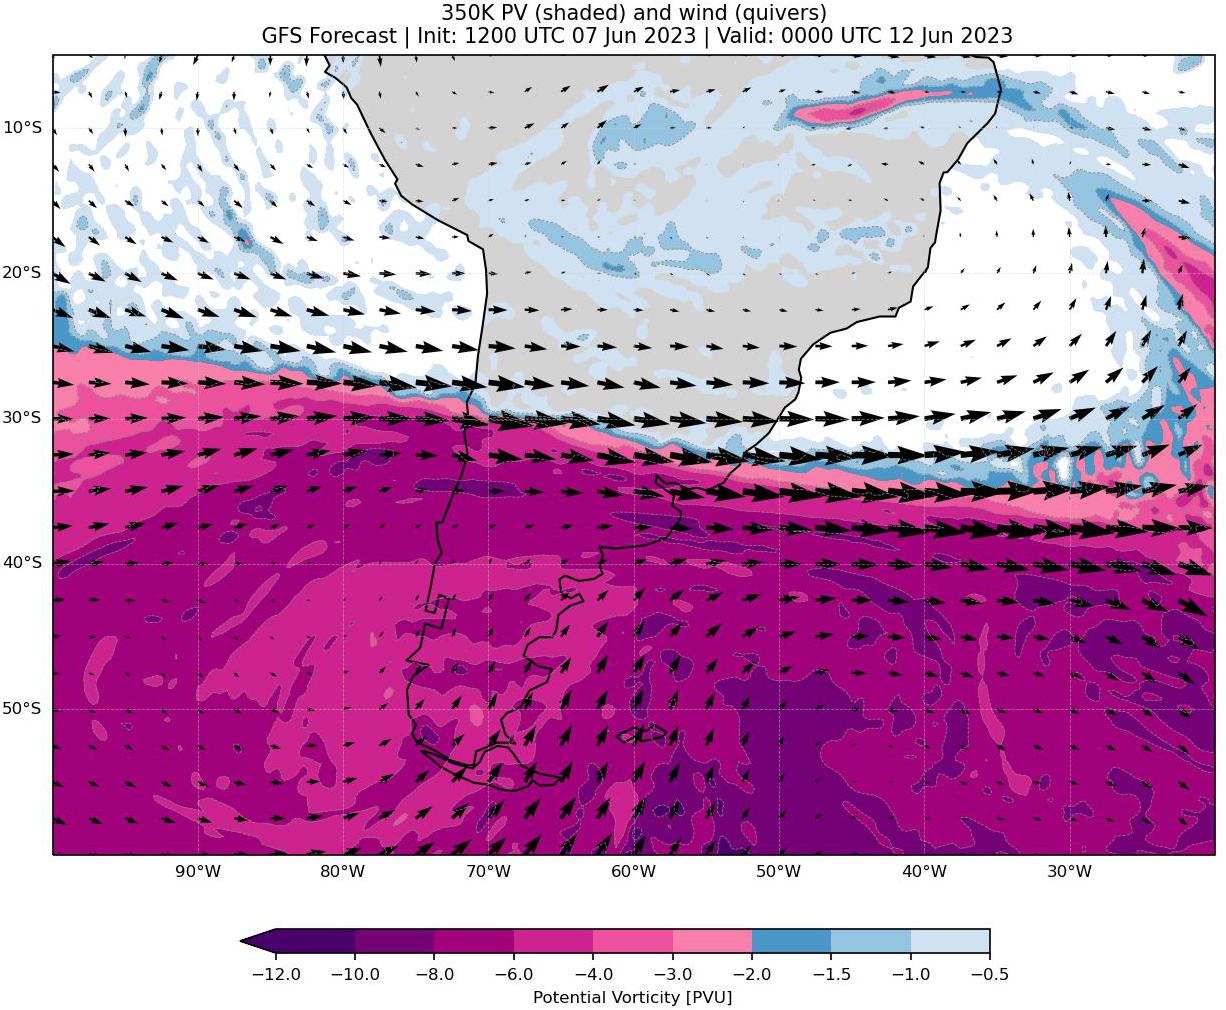 350K PV (shaded) and wind (quivers)
GFS Forecast | Init: 1200 UTC 07 Jun 2023 | Valid: 0000 UTC 12 Jun 2023
10°S
20°S
30°S
40°S
50°S
90°W 80°W 70°W 60°W 50°W 40°W 30°W
−12.0 −10.0 −8.0 −6.0 −4.0 −3.0 −2.0 −1.5 −1.0 −0.5
Potential Vorticity [PVU]